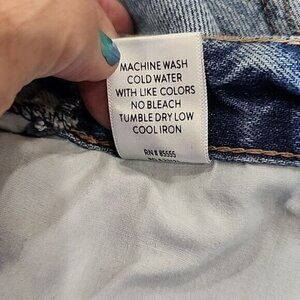 MACHINE WASH
COLD WATER
WITH LIKE COLORS
NO BLEACH
TUMBLE DRY LOW
COOL IRON
RN # 85555